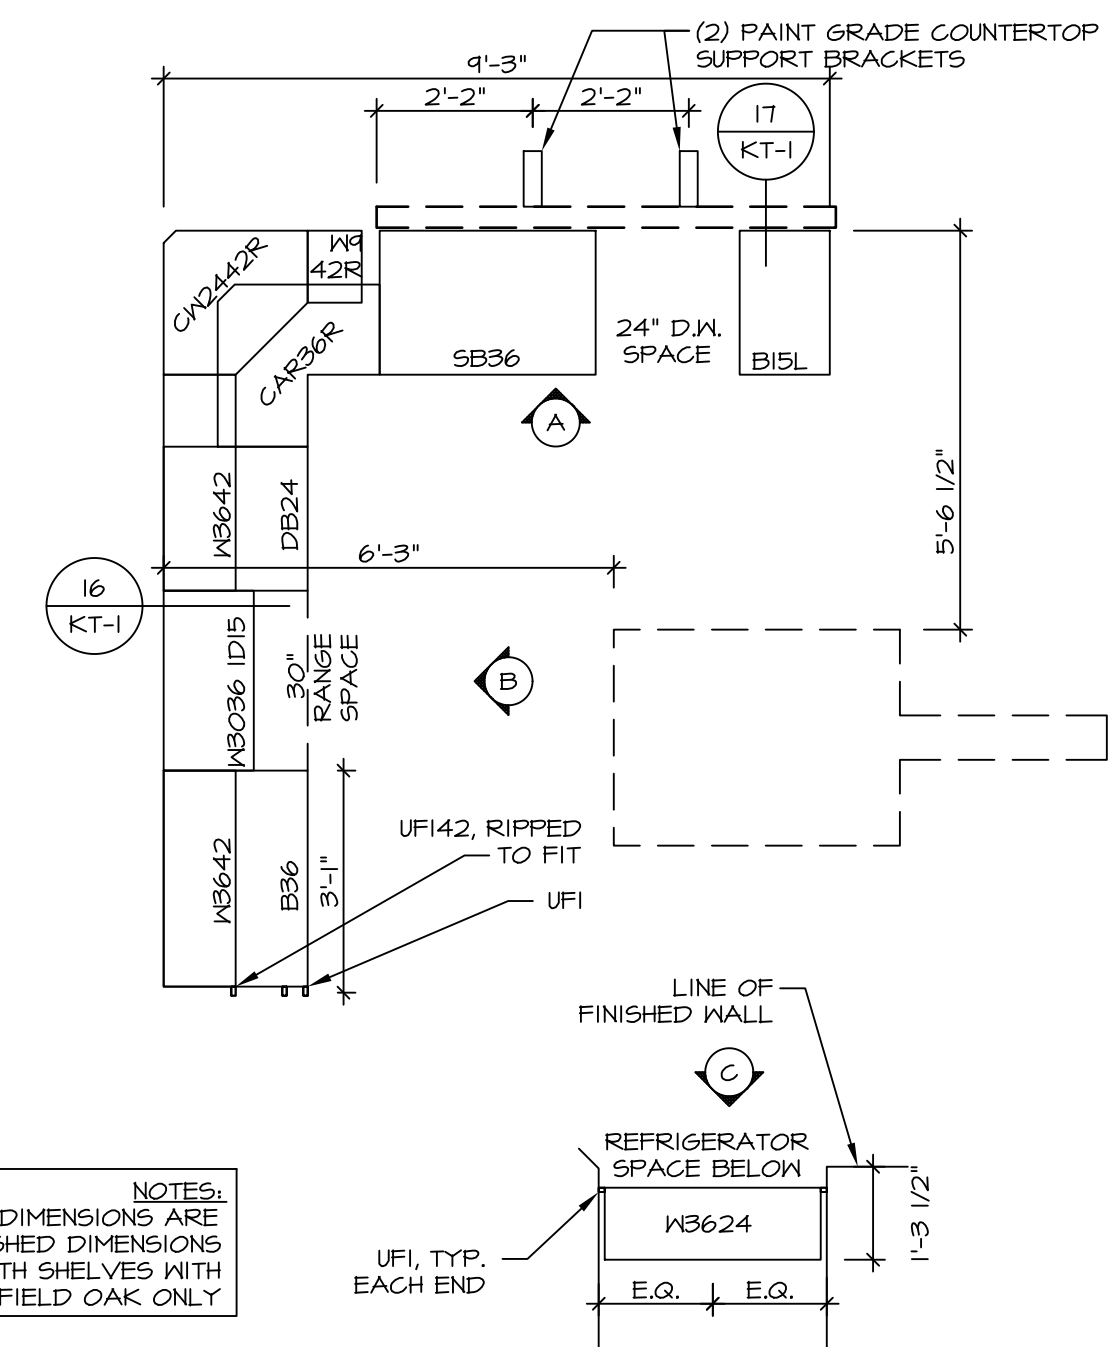 (2) PAINT GRADE COUNTERTOP
SUPPORT BRACKETS
9'-3"
2'-2"
2'-2"
17
KT-1
CW2442R
W9
42R
CAR36R
SB36
24" D.W.
SPACE
B15L
A
W3642
DB24
5'-6 1/2"
6'-3"
16
KT-1
W3036 1D15
30"
RANGE
SPACE
B
UF142, RIPPED
TO FIT
W3642
B36
3'-1"
UF1
LINE OF
FINISHED WALL
C
REFRIGERATOR
SPACE BELOW
W3624
1'-3 1/2"
UF1, TYP.
EACH END
E.Q.
E.Q.
NOTES:
DIMENSIONS ARE
SHED DIMENSIONS
TH SHELVES WITH
FIELD OAK ONLY